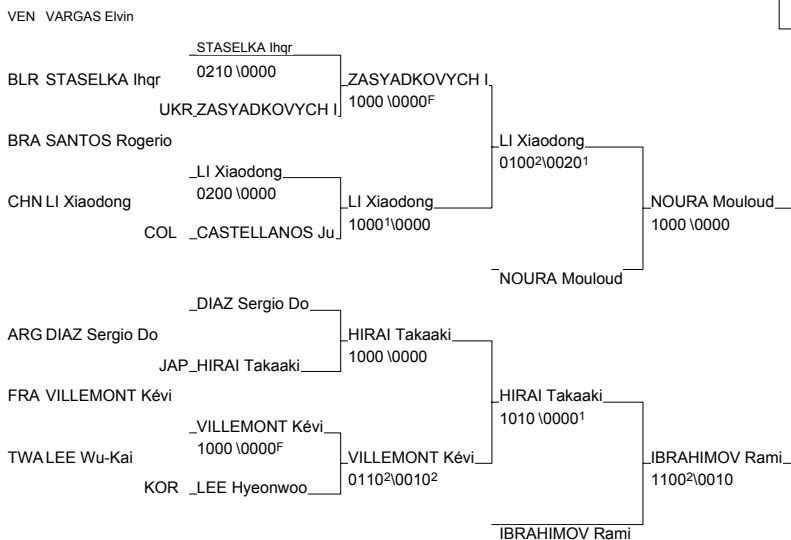 VEN VARGAS Elvin
STASELKA Ihqr
BLR STASELKA Ihqr 0210 \0000 ZASYADKOVYCH I
UKR ZASYADKOVYCH I 1000 \0000F
BRA SANTOS Rogerio LI Xiaodong
LI Xiaodong 0100²\0020¹
CHN LI Xiaodong 0200 \0000 LI Xiaodong NOURA Mouloud
COL CASTELLANOS Ju 1000¹\0000 1000 \0000
NOURA Mouloud
DIAZ Sergio Do
ARG DIAZ Sergio Do HIRAI Takaaki
JAP HIRAI Takaaki 1000 \0000
FRA VILLEMONT Kévi HIRAI Takaaki
VILLEMONT Kévi 1010 \0000¹
1000 \0000F
TWA LEE Wu-Kai VILLEMONT Kévi IBRAHIMOV Rami
KOR LEE Hyeonwoo 0110²\0010² 1100²\0010
IBRAHIMOV Rami